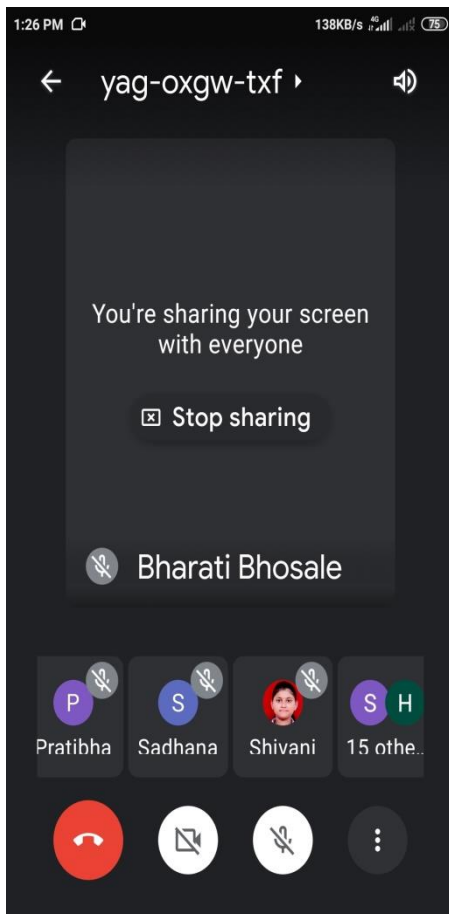 1:26 PM 138KB/s 4G 75
yag-oxgw-txf
You're sharing your screen
with everyone
Stop sharing
Bharati Bhosale
P S S H
Pratibha Sadhana Shivani 15 othe..